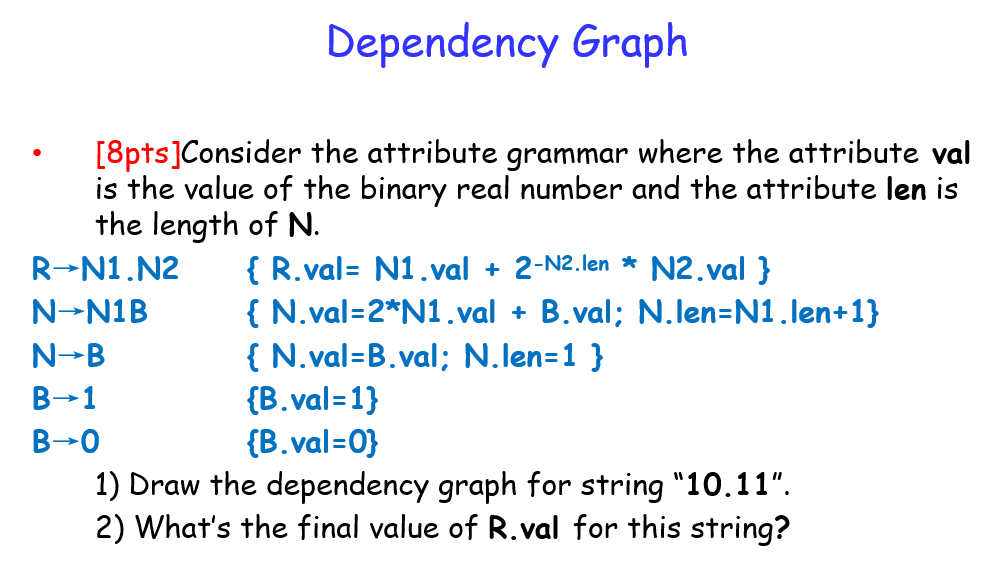 Dependency Graph
• [8pts]Consider the attribute grammar where the attribute val
is the value of the binary real number and the attribute len is
the length of N.
R→N1.N2 { R.val= N1.val + 2-N2.len * N2.val }
N→N1B { N.val=2*N1.val + B.val; N.len=N1.len+1}
N→B { N.val=B.val; N.len=1 }
B→1 {B.val=1}
B→0 {B.val=0}
1) Draw the dependency graph for string “10.11”.
2) What’s the final value of R.val for this string?